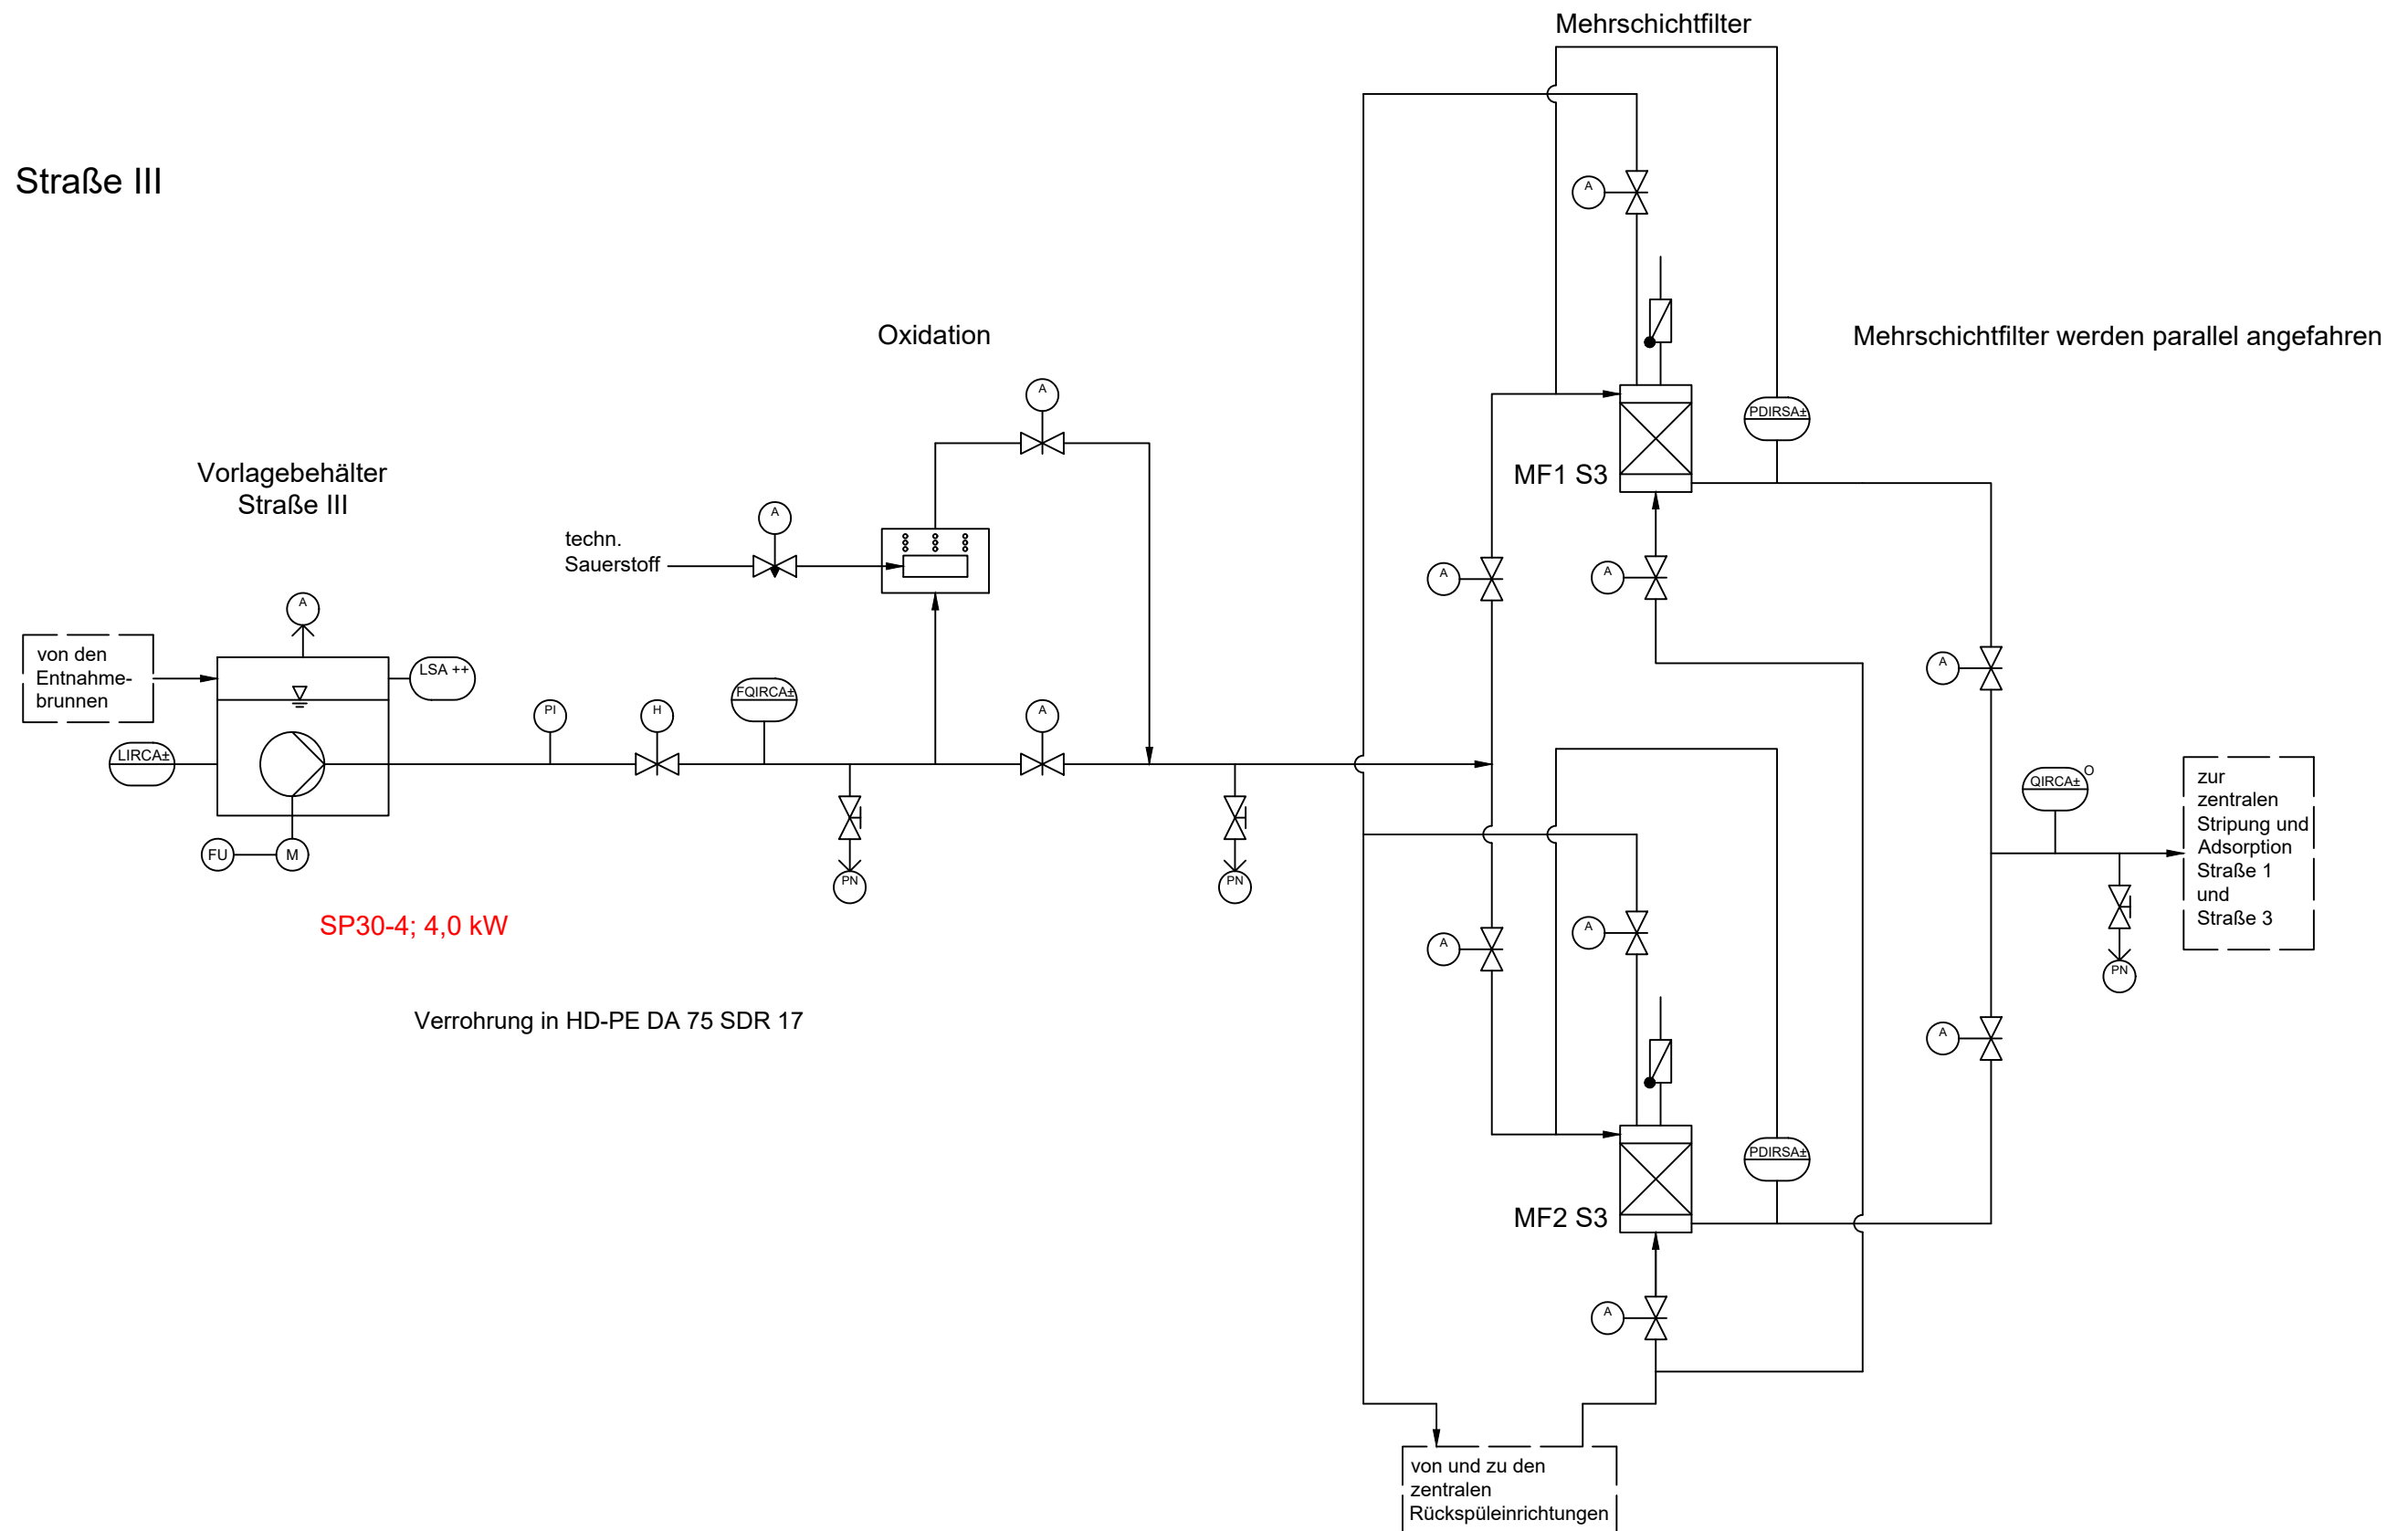 Mehrschichtfilter
Straße III
A
Oxidation
Mehrschichtfilter werden parallel angefahren
A
PDIRSA±
Vorlagebehälter
Straße III
MF1 S3
A
techn.
Sauerstoff
A
A
A
von den
Entnahme-
brunnen
LSA ++
A
FQIRCA±
PI
H
A
LIRCA±
QIRCA±
O
zur
zentralen
Stripung und
Adsorption
Straße 1
und
Straße 3
FU
M
PN
PN
SP30-4; 4,0 kW
A
A
PN
Verrohrung in HD-PE DA 75 SDR 17
A
PDIRSA±
MF2 S3
A
von und zu den
zentralen
Rückspüleinrichtungen